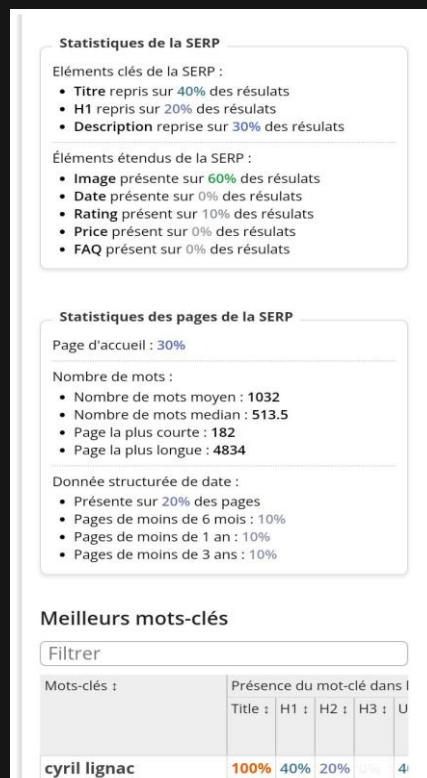 Statistiques de la SERP
Eléments clés de la SERP :
• Titre repris sur 40% des résulats
• H1 repris sur 20% des résulats
• Description reprise sur 30% des résulats
Éléments étendus de la SERP :
• Image présente sur 60% des résulats
• Date présente sur 0% des résulats
• Rating présent sur 10% des résulats
• Price présent sur 0% des résulats
• FAQ présent sur 0% des résulats
Statistiques des pages de la SERP
Page d'accueil : 30%
Nombre de mots :
• Nombre de mots moyen : 1032
• Nombre de mots median : 513.5
• Page la plus courte : 182
• Page la plus longue : 4834
Donnée structurée de date :
• Présente sur 20% des pages
• Pages de moins de 6 mois : 10%
• Pages de moins de 1 an : 10%
• Pages de moins de 3 ans : 10%
Meilleurs mots-clés
Filtrer
Mots-clés ↕ Présence du mot-clé dans l
Title ↕ H1 ↕ H2 ↕ H3 ↕ U
cyril lignac 100% 40% 20% 0% 4